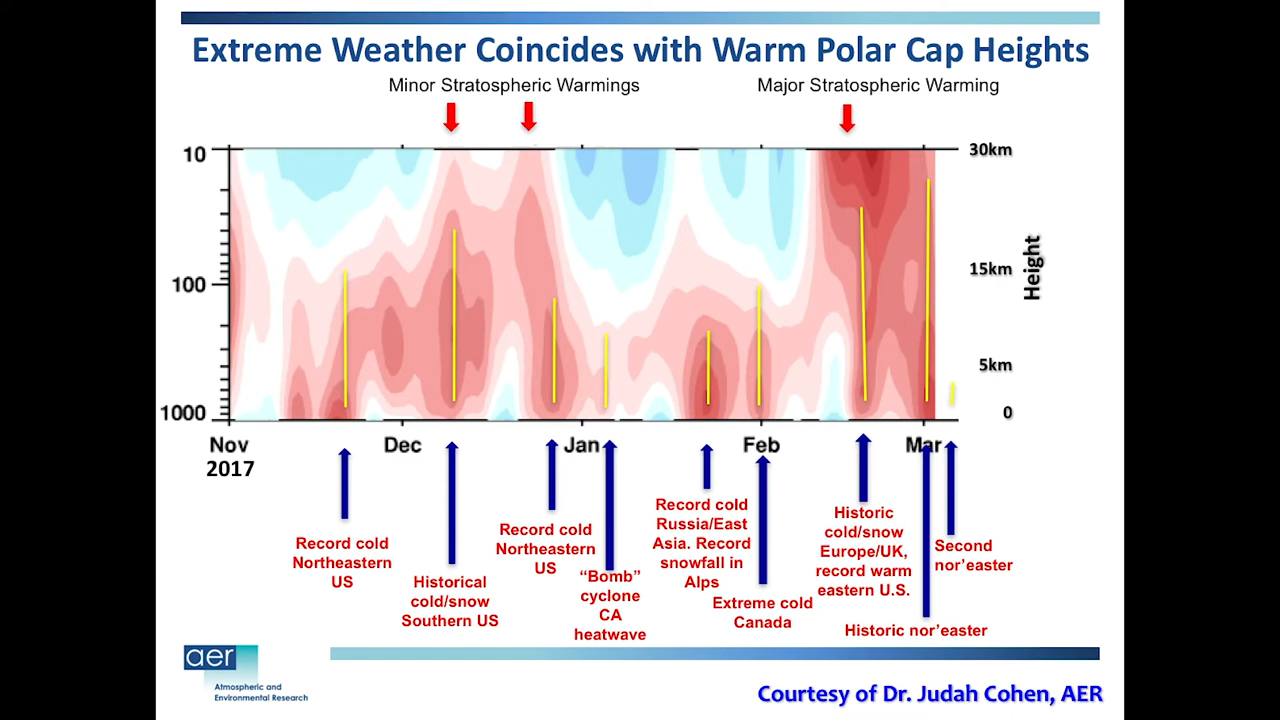 Extreme Weather Coincides with Warm Polar Cap Heights
Minor Stratospheric Warmings
Major Stratospheric Warming
10
30km
100
15km
Height
5km
1000
0
Nov
Dec
Jan
Feb
Mar
2017
Record cold
Northeastern
US
Historical
cold/snow
Southern US
Record cold
Northeastern
US
“Bomb”
cyclone
CA
heatwave
Record cold
Russia/East
Asia. Record
snowfall in
Alps
Extreme cold
Canada
Historic
cold/snow
Europe/UK,
record warm
eastern U.S.
Historic nor’easter
Second
nor’easter
aer
Atmospheric and
Environmental Research
Courtesy of Dr. Judah Cohen, AER